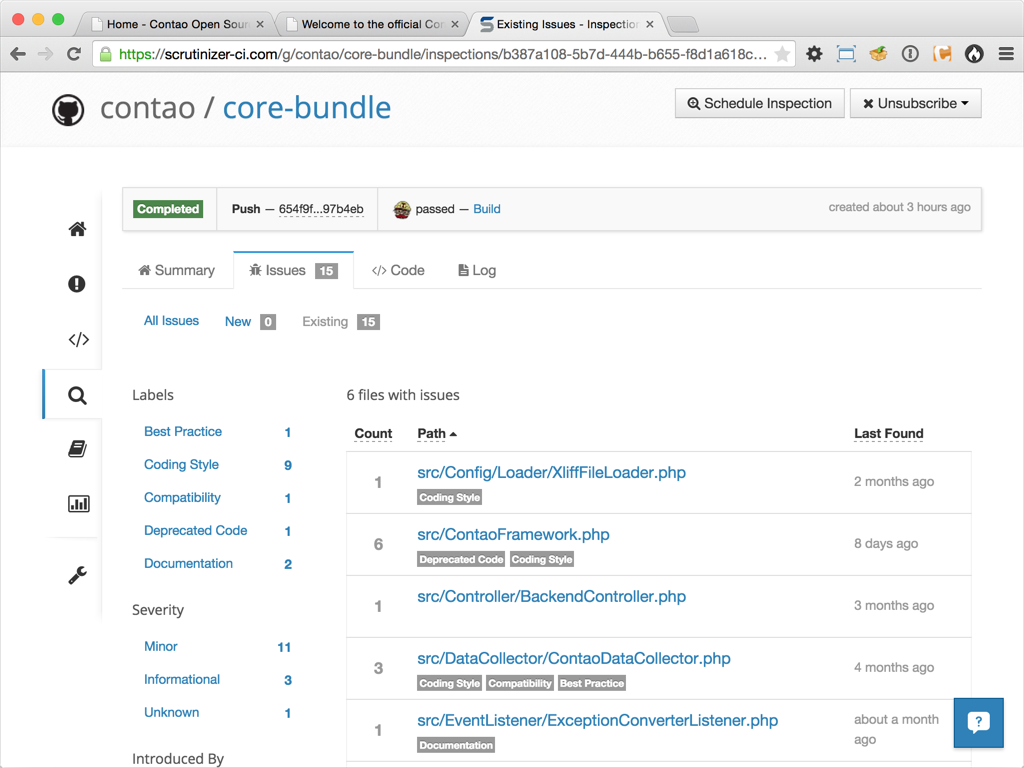 Home - Contao Open Sour
Welcome to the official Con
Existing Issues - Inspection
https://scrutinizer-ci.com/g/contao/core-bundle/inspections/b387a108-5b7d-444b-b655-f8d1a618c...
contao / core-bundle
Schedule Inspection
Unsubscribe
Completed
Push — 654f9f...97b4eb
passed — Build
created about 3 hours ago
Summary
Issues 15
Code
Log
All Issues
New 0
Existing 15
Labels
Best Practice 1
Coding Style 9
Compatibility 1
Deprecated Code 1
Documentation 2
Severity
Minor 11
Informational 3
Unknown 1
Introduced By
6 files with issues
Count Path Last Found
1 src/Config/Loader/XliffFileLoader.php 2 months ago
Coding Style
6 src/ContaoFramework.php 8 days ago
Deprecated Code Coding Style
1 src/Controller/BackendController.php 3 months ago
3 src/DataCollector/ContaoDataCollector.php 4 months ago
Coding Style Compatibility Best Practice
1 src/EventListener/ExceptionConverterListener.php about a month ago
Documentation
?